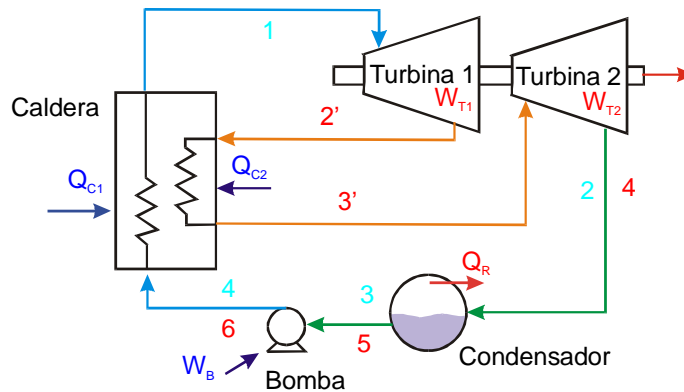 1
Turbina 1
W_T1
Turbina 2
W_T2
Caldera
2’
Q_C1
Q_C2
3’
2
4
Q_R
4
3
6
5
W_B
Bomba
Condensador